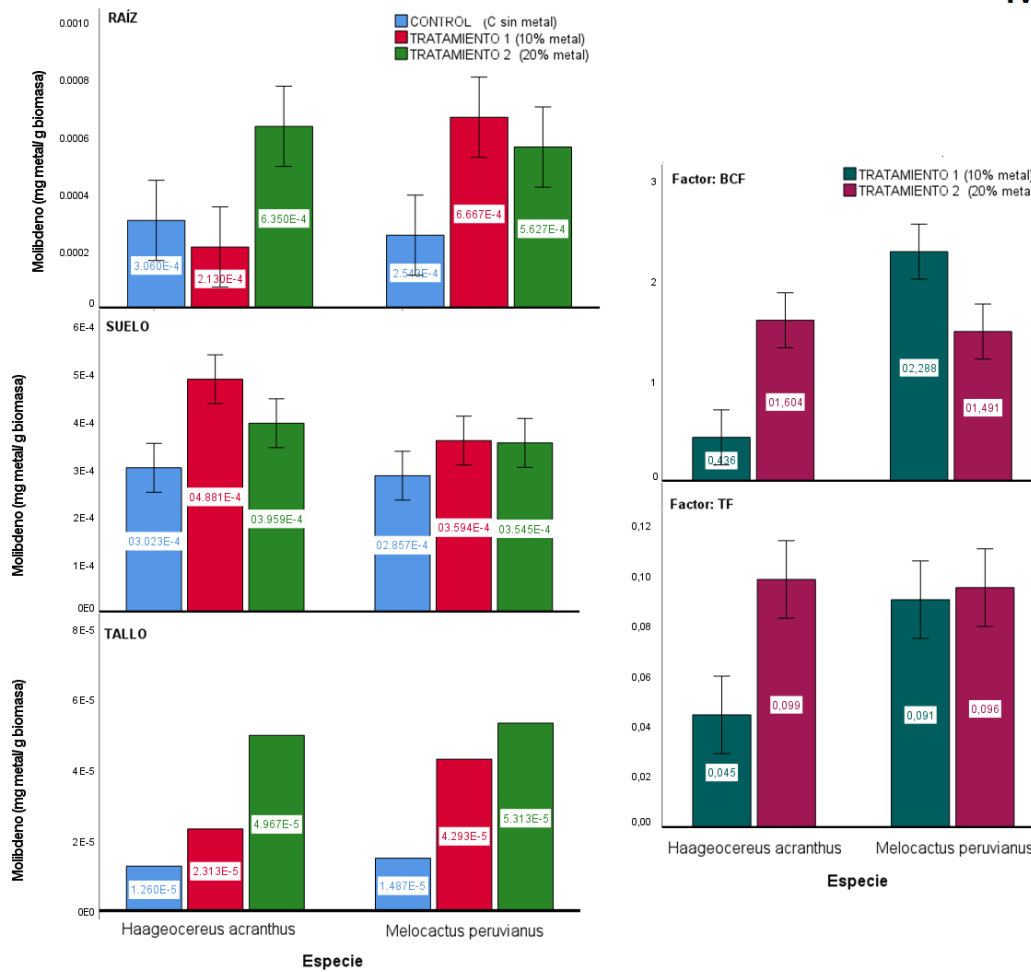 RAÍZ
CONTROL (C sin metal)
TRATAMIENTO 1 (10% metal)
TRATAMIENTO 2 (20% metal)
Molibdeno (mg metal/ g biomasa)
0.0010
0.0008
0.0006
0.0004
0.0002
0
3.060E-4
2.130E-4
6.350E-4
6.667E-4
5.627E-4
SUELO
Molibdeno (mg metal/ g biomasa)
6E-4
5E-4
4E-4
3E-4
2E-4
1E-4
0E0
03.023E-4
04.881E-4
03.959E-4
02.857E-4
03.594E-4
03.545E-4
TALLO
Molibdeno (mg metal/ g biomasa)
8E-5
6E-5
4E-5
2E-5
0E0
1.260E-5
2.313E-5
4.967E-5
1.487E-5
4.293E-5
5.313E-5
Haageocereus acranthus
Melocactus peruvianus
Especie
Factor: BCF
TRATAMIENTO 1 (10% metal)
TRATAMIENTO 2 (20% meta
3
2
1
0
0,436
01,604
02,288
01,491
Factor: TF
0,12
0,10
0,08
0,06
0,04
0,02
0,00
0,045
0,099
0,091
0,096
Haageocereus acranthus
Melocactus peruvianus
Especie